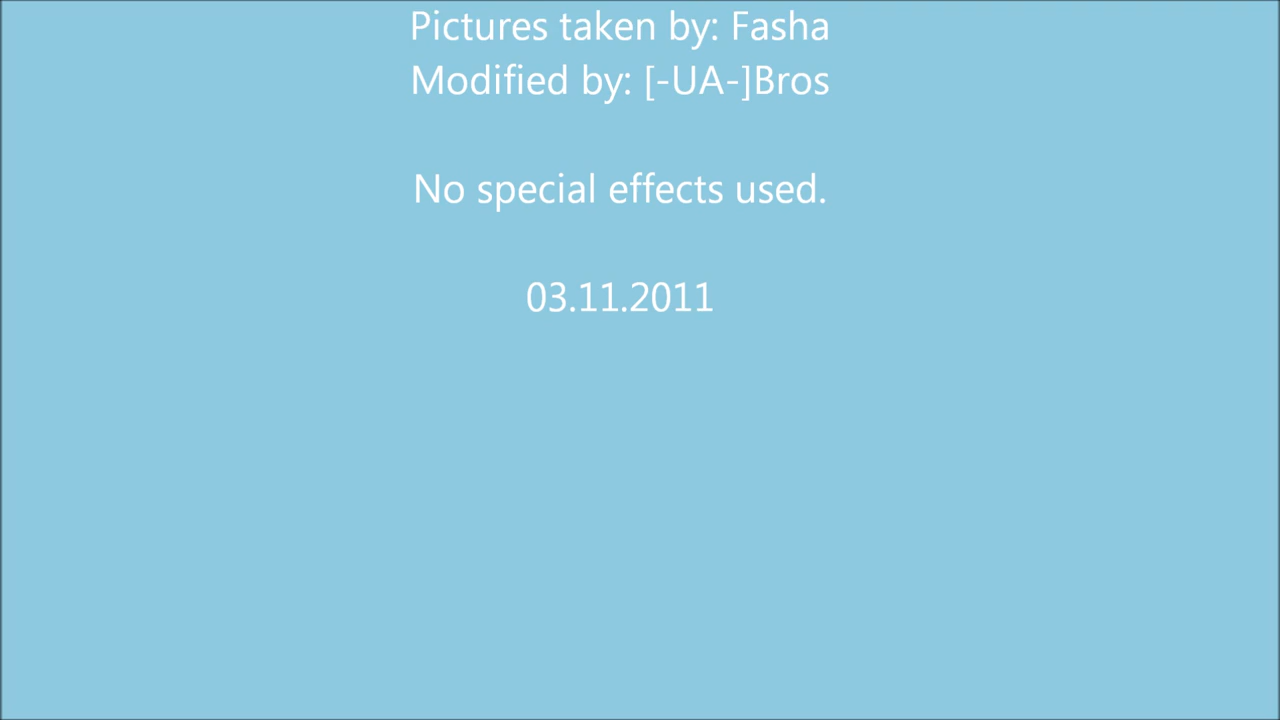 Pictures taken by: Fasha
Modified by: [-UA-]Bros
No special effects used.
03.11.2011